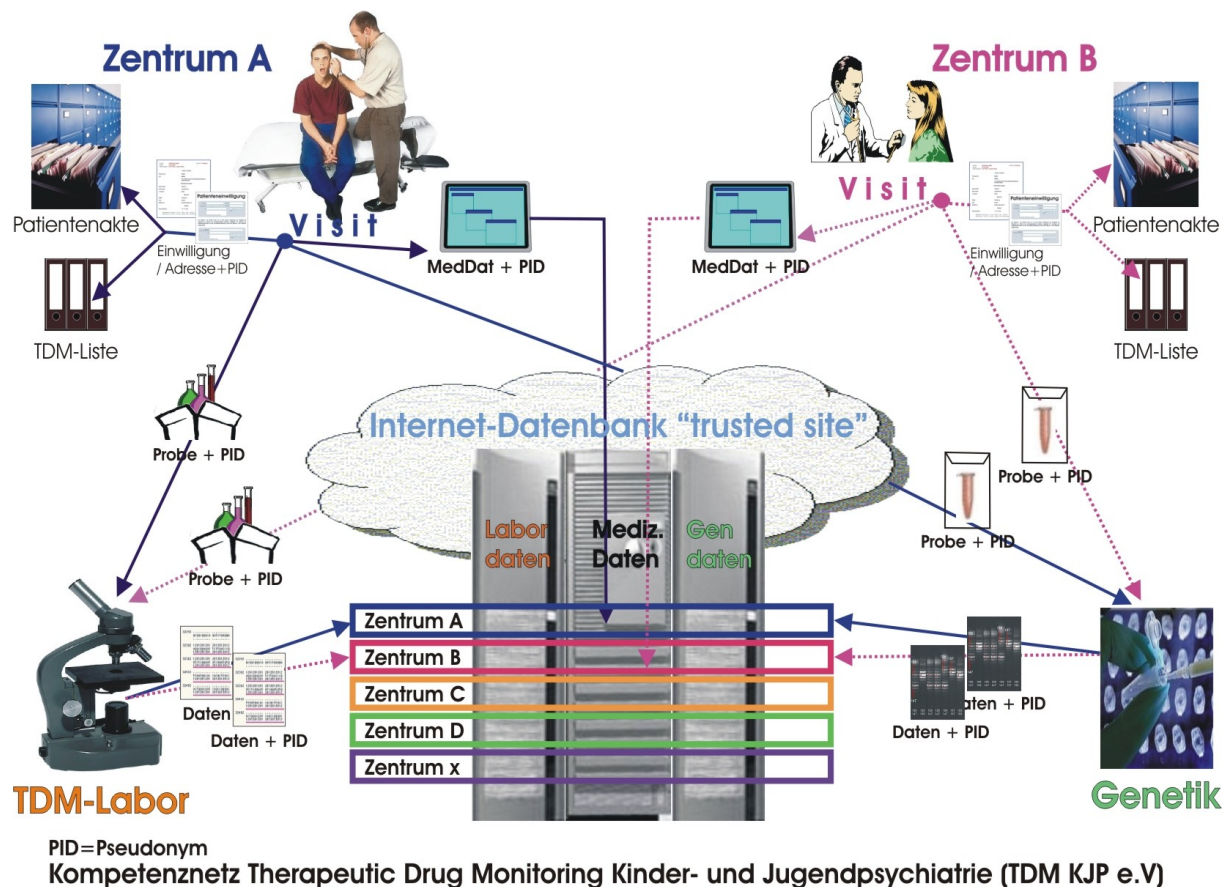 Zentrum A
Zentrum B
Patienteneinwilligung
Visit
Visit
Patientenakte
Einwilligung
/ Adresse+PID
MedDat + PID
MedDat + PID
Einwilligung
/ Adresse+PID
Patientenakte
TDM-Liste
TDM-Liste
Internet-Datenbank "trusted site"
Probe + PID
Probe + PID
Probe + PID
Probe + PID
Labor
daten
Mediz.
Daten
Gen
daten
Zentrum A
Zentrum B
Zentrum C
Zentrum D
Zentrum x
Daten
Daten + PID
aten + PID
Daten + PID
TDM-Labor
Genetik
PID=Pseudonym
Kompetenznetz Therapeutic Drug Monitoring Kinder- und Jugendpsychiatrie (TDM KJP e.V)